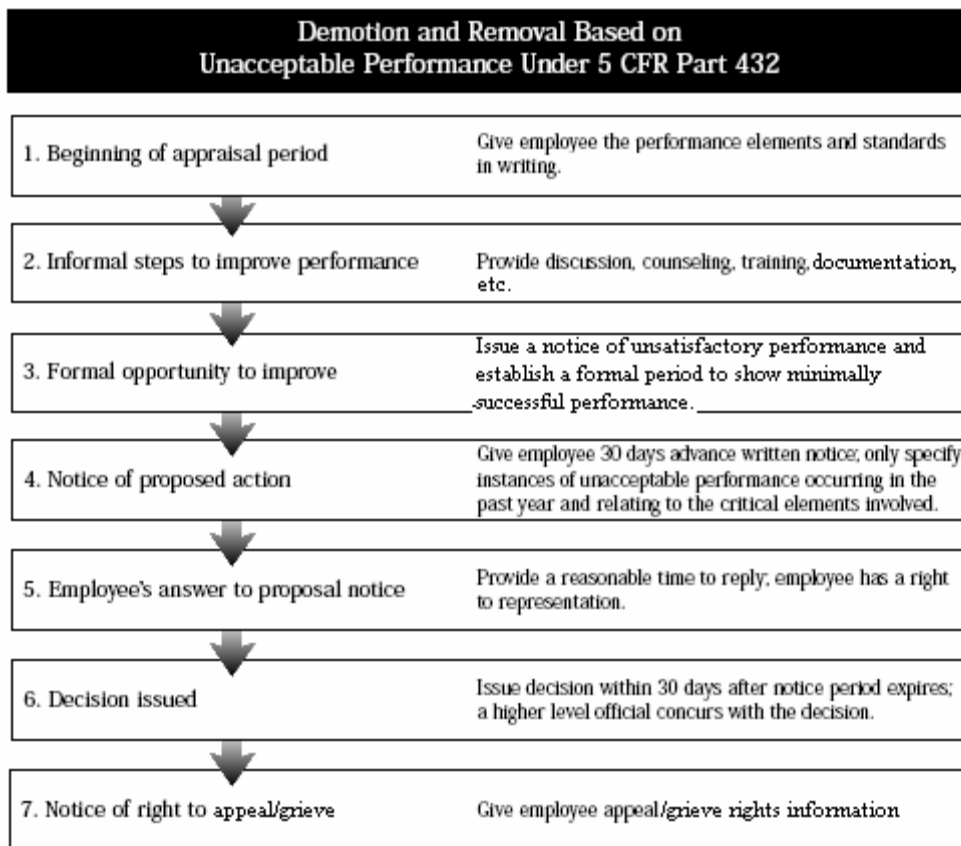 Demotion and Removal Based on
Unacceptable Performance Under 5 CFR Part 432
1. Beginning of appraisal period
Give employee the performance elements and standards
in writing.
2. Informal steps to improve performance
Provide discussion, counseling, training, documentation,
etc.
3. Formal opportunity to improve
Issue a notice of unsatisfactory performance and
establish a formal period to show minimally
successful performance.
4. Notice of proposed action
Give employee 30 days advance written notice; only specify
instances of unacceptable performance occurring in the
past year and relating to the critical elements involved.
5. Employee's answer to proposal notice
Provide a reasonable time to reply; employee has a right
to representation.
6. Decision issued
Issue decision within 30 days after notice period expires;
a higher level official concurs with the decision.
7. Notice of right to appeal/grieve
Give employee appeal/grieve rights information